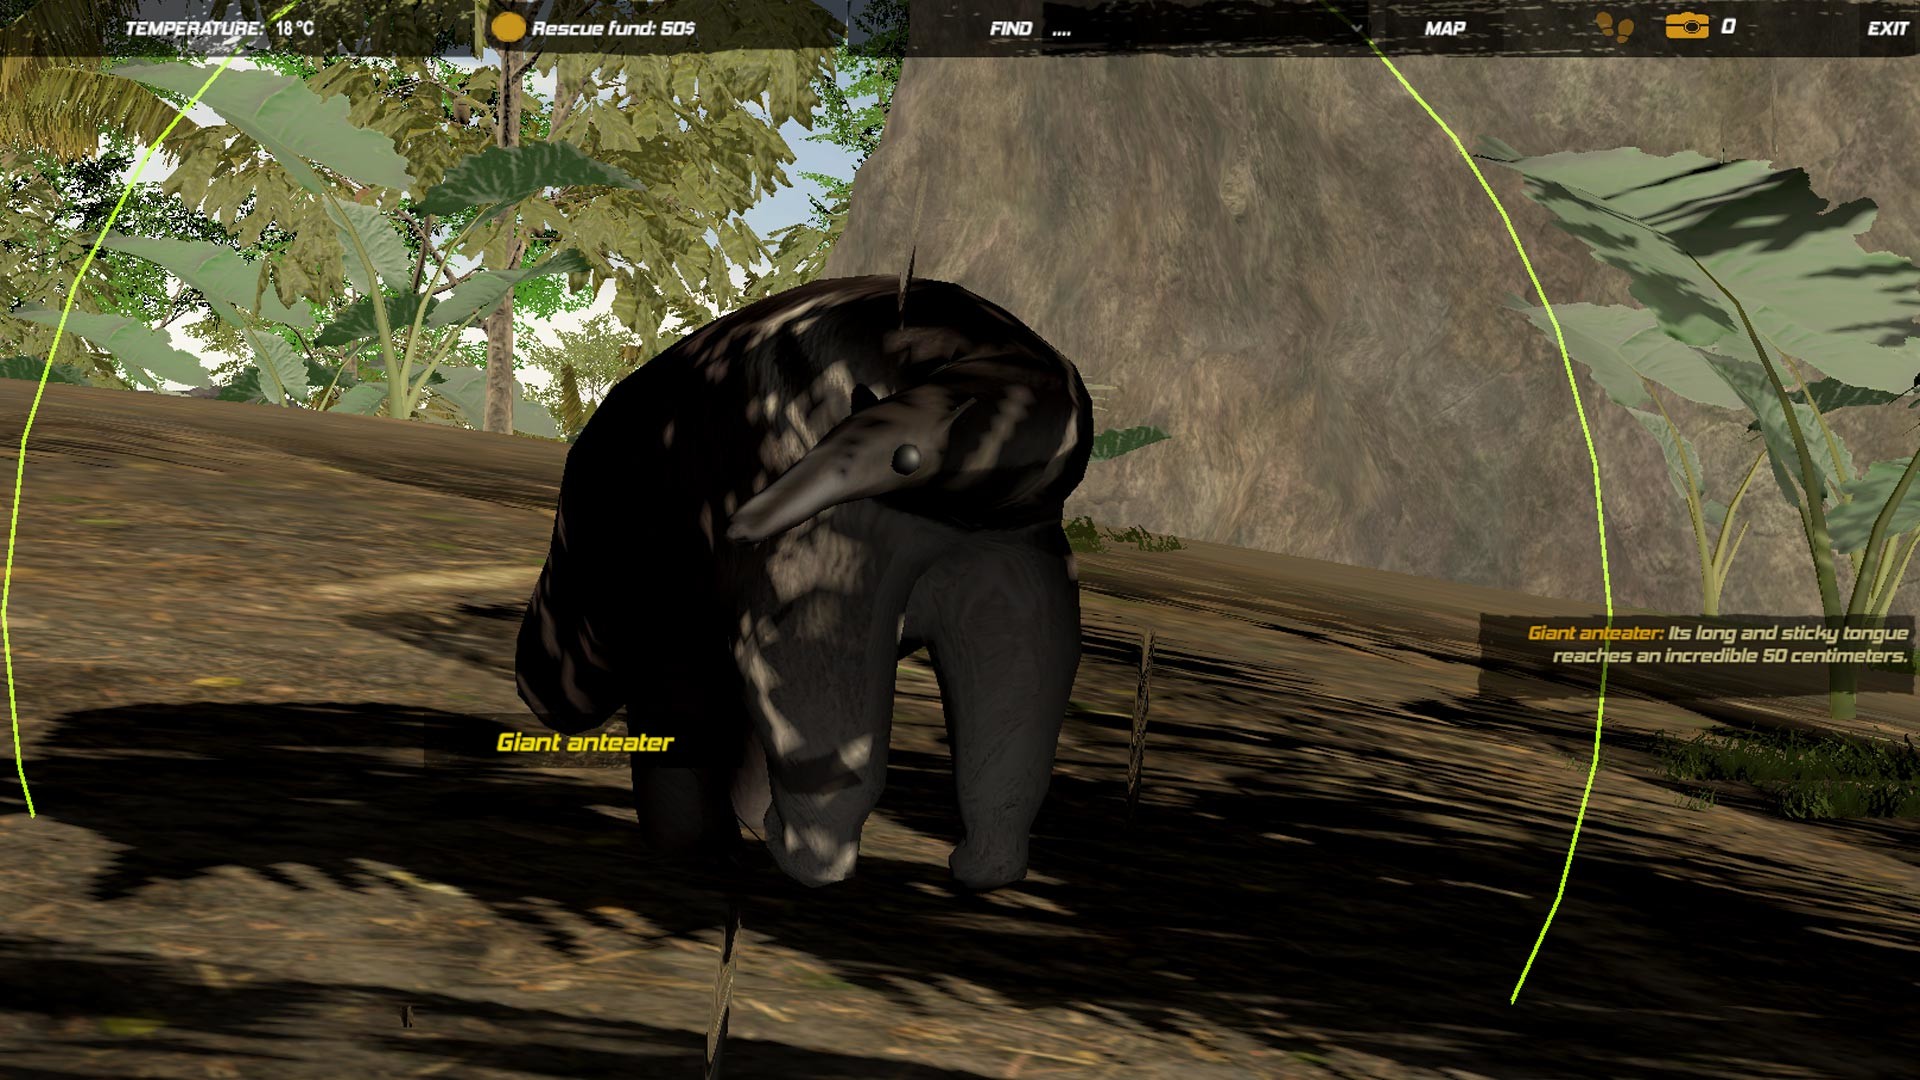 TEMPERATURE: 18°C
Rescue fund: 50$
FIND ....
MAP
0
EXIT
Giant anteater: Its long and sticky tongue
reaches an incredible 50 centimeters.
Giant anteater